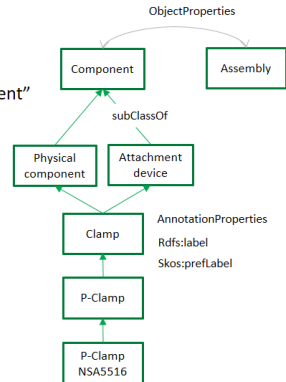 ObjectProperties
Component
Assembly
ent”
subClassOf
Physical
component
Attachment
device
Clamp
AnnotationProperties
Rdfs:label
Skos:prefLabel
P-Clamp
P-Clamp
NSA5516